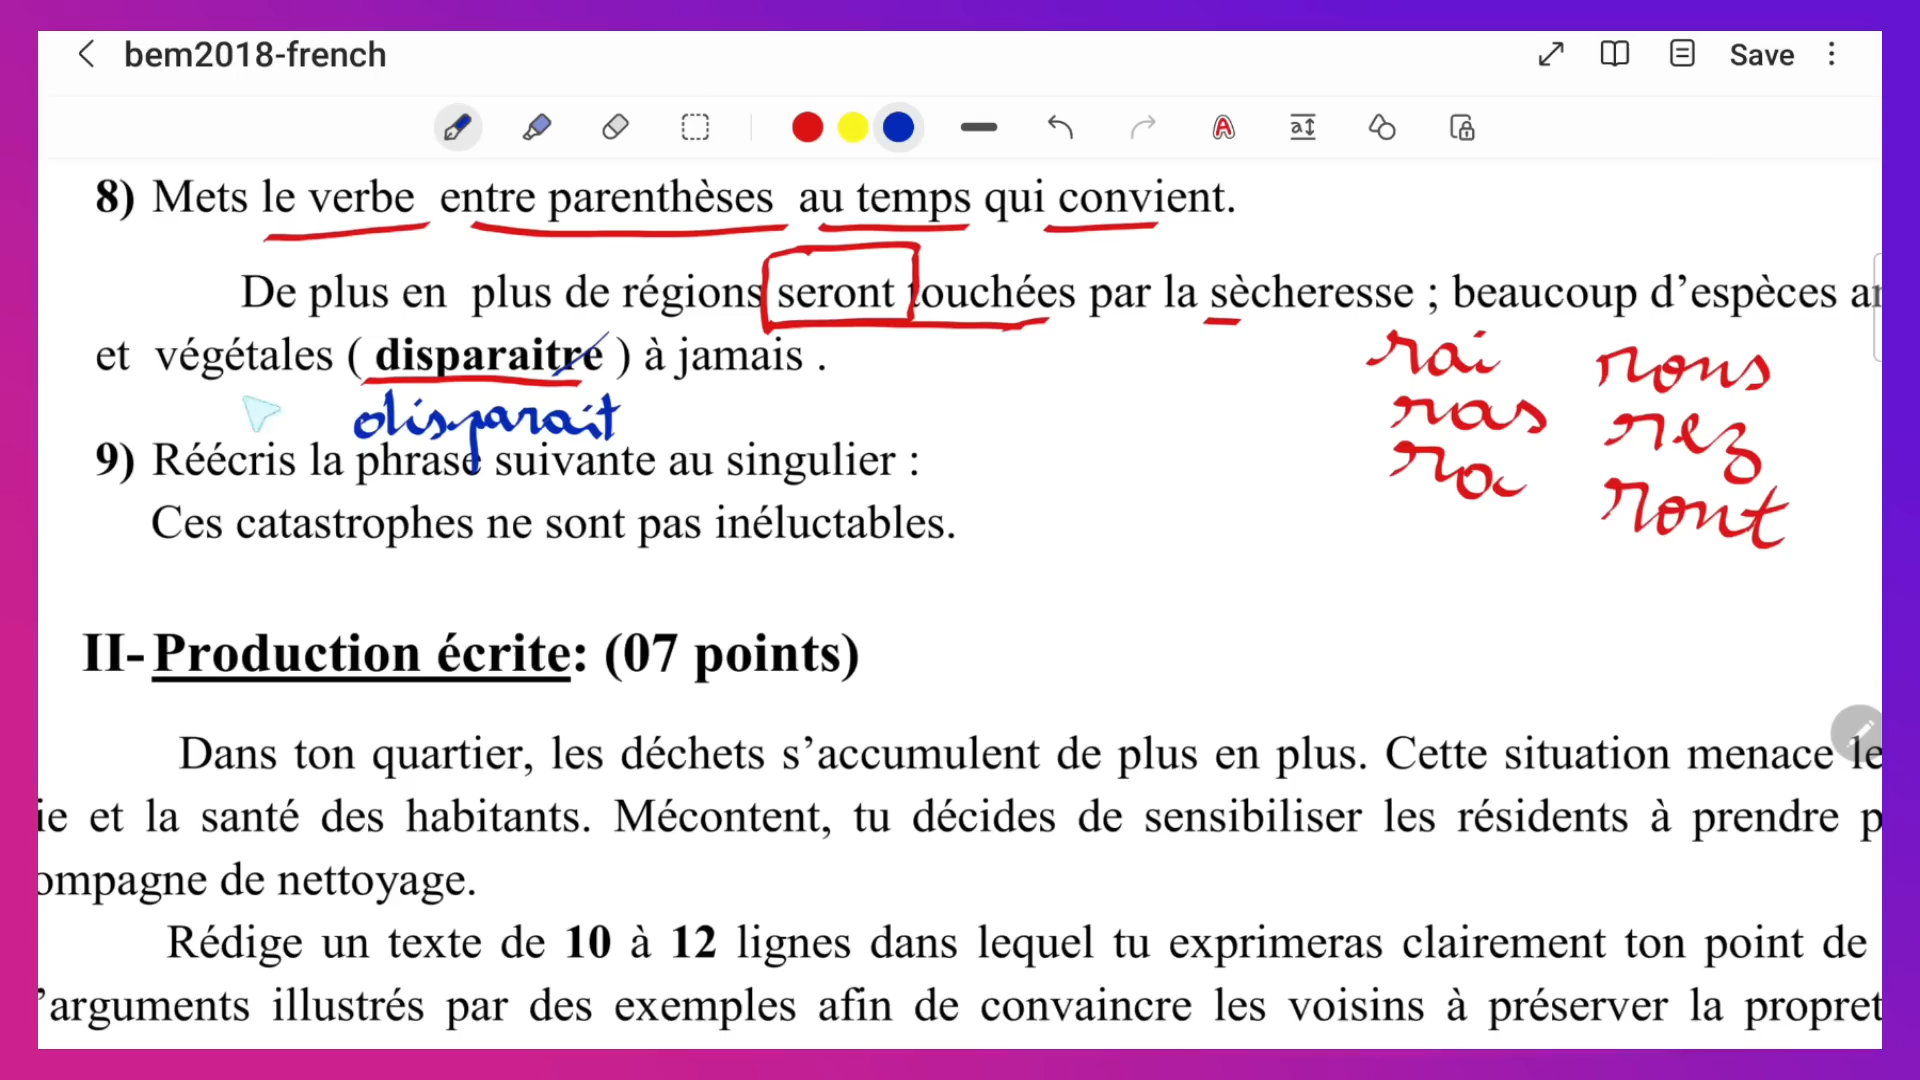 bem2018-french
Save
8) Mets le verbe entre parenthèses au temps qui convient.
De plus en plus de régions seront touchées par la sècheresse ; beaucoup d’espèces
et végétales ( disparaitre ) à jamais .
disparait
rai rons
ras rez
ra ront
9) Réécris la phrase suivante au singulier :
Ces catastrophes ne sont pas inéluctables.
II- Production écrite: (07 points)
Dans ton quartier, les déchets s’accumulent de plus en plus. Cette situation menace le
ie et la santé des habitants. Mécontent, tu décides de sensibiliser les résidents à prendre p
ompagne de nettoyage.
Rédige un texte de 10 à 12 lignes dans lequel tu exprimeras clairement ton point de
’arguments illustrés par des exemples afin de convaincre les voisins à préserver la propret